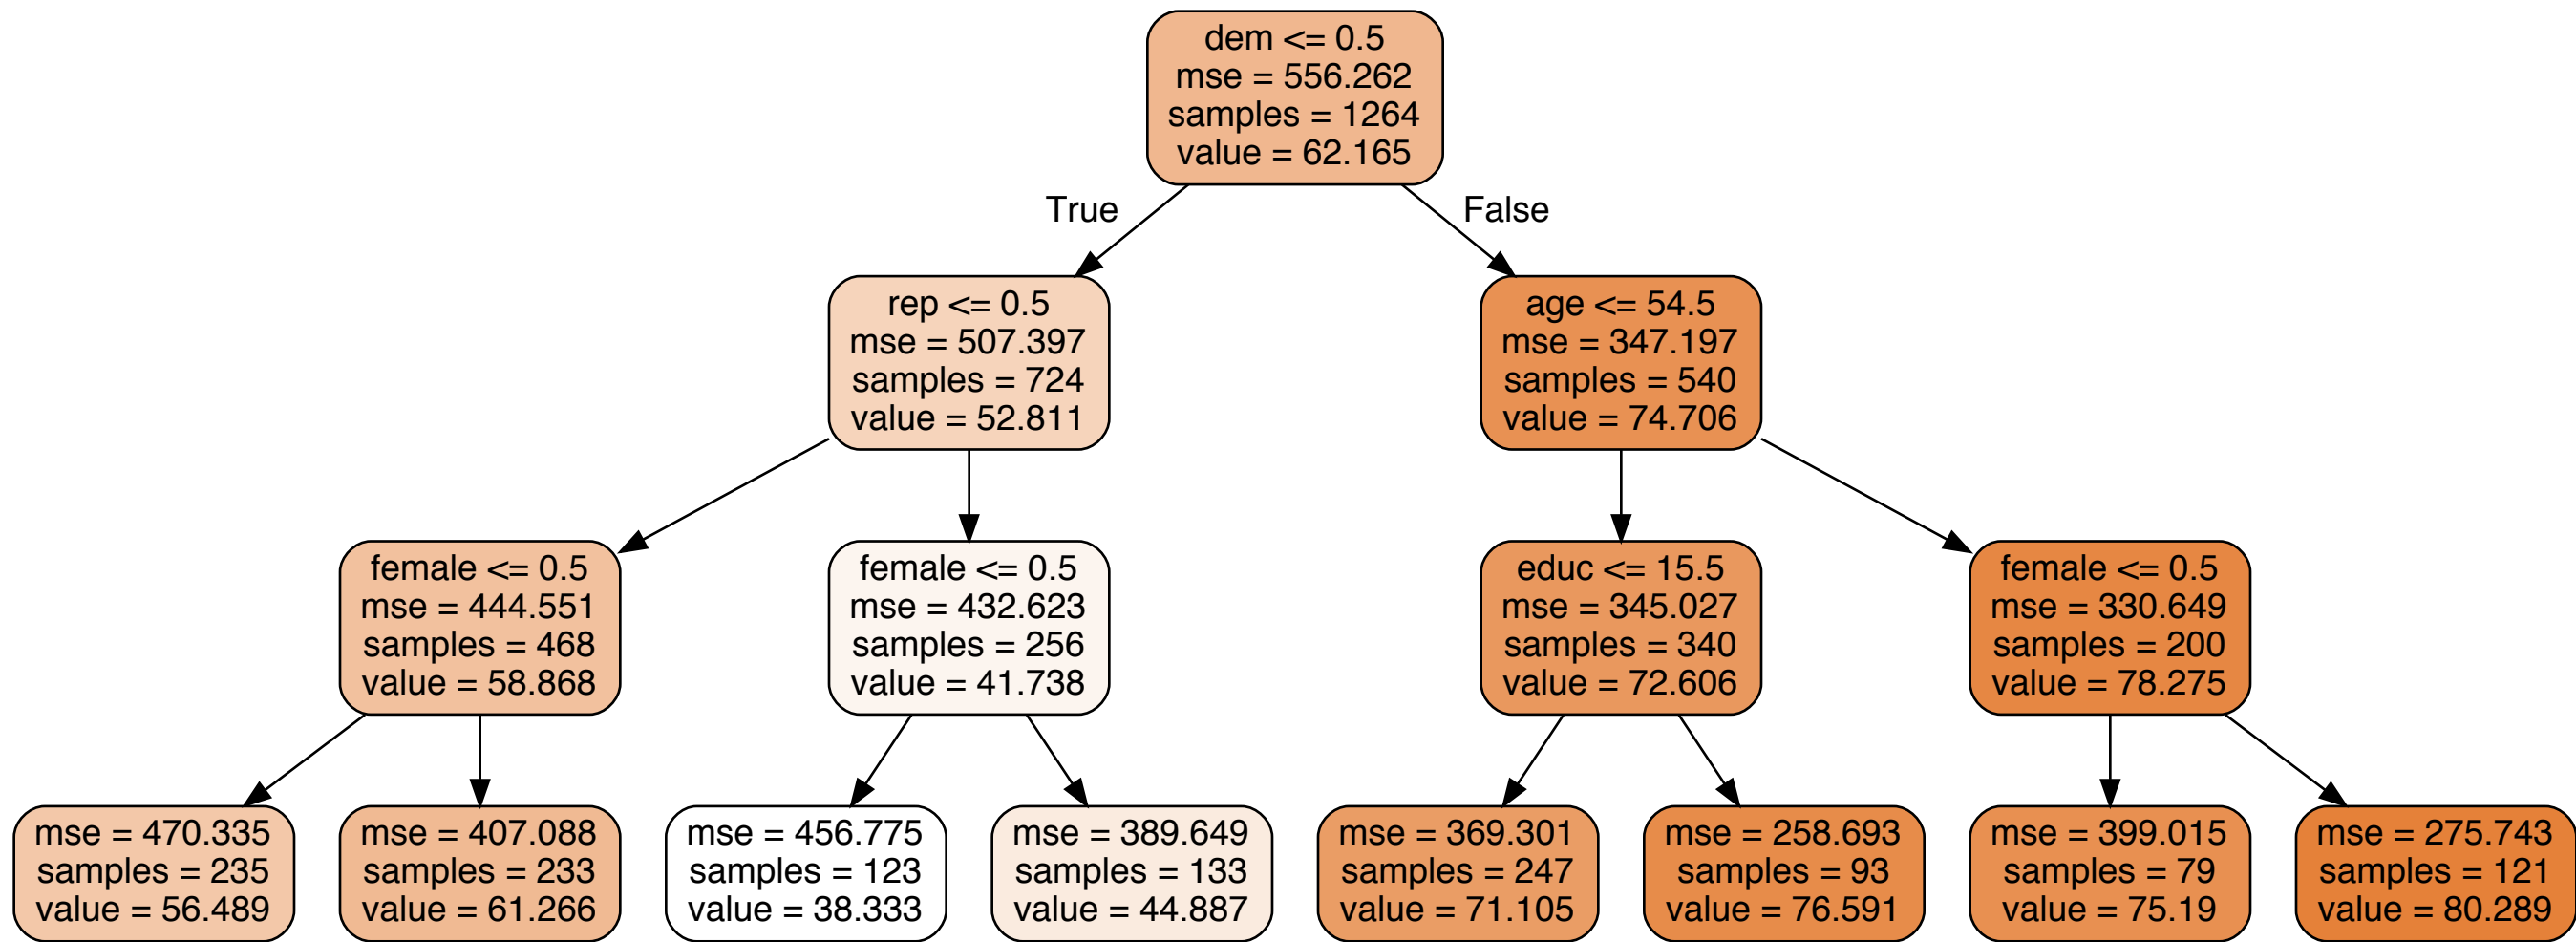 dem <= 0.5
mse = 556.262
samples = 1264
value = 62.165
True
False
rep <= 0.5
mse = 507.397
samples = 724
value = 52.811
age <= 54.5
mse = 347.197
samples = 540
value = 74.706
female <= 0.5
mse = 444.551
samples = 468
value = 58.868
female <= 0.5
mse = 432.623
samples = 256
value = 41.738
educ <= 15.5
mse = 345.027
samples = 340
value = 72.606
female <= 0.5
mse = 330.649
samples = 200
value = 78.275
mse = 470.335
samples = 235
value = 56.489
mse = 407.088
samples = 233
value = 61.266
mse = 456.775
samples = 123
value = 38.333
mse = 389.649
samples = 133
value = 44.887
mse = 369.301
samples = 247
value = 71.105
mse = 258.693
samples = 93
value = 76.591
mse = 399.015
samples = 79
value = 75.19
mse = 275.743
samples = 121
value = 80.289